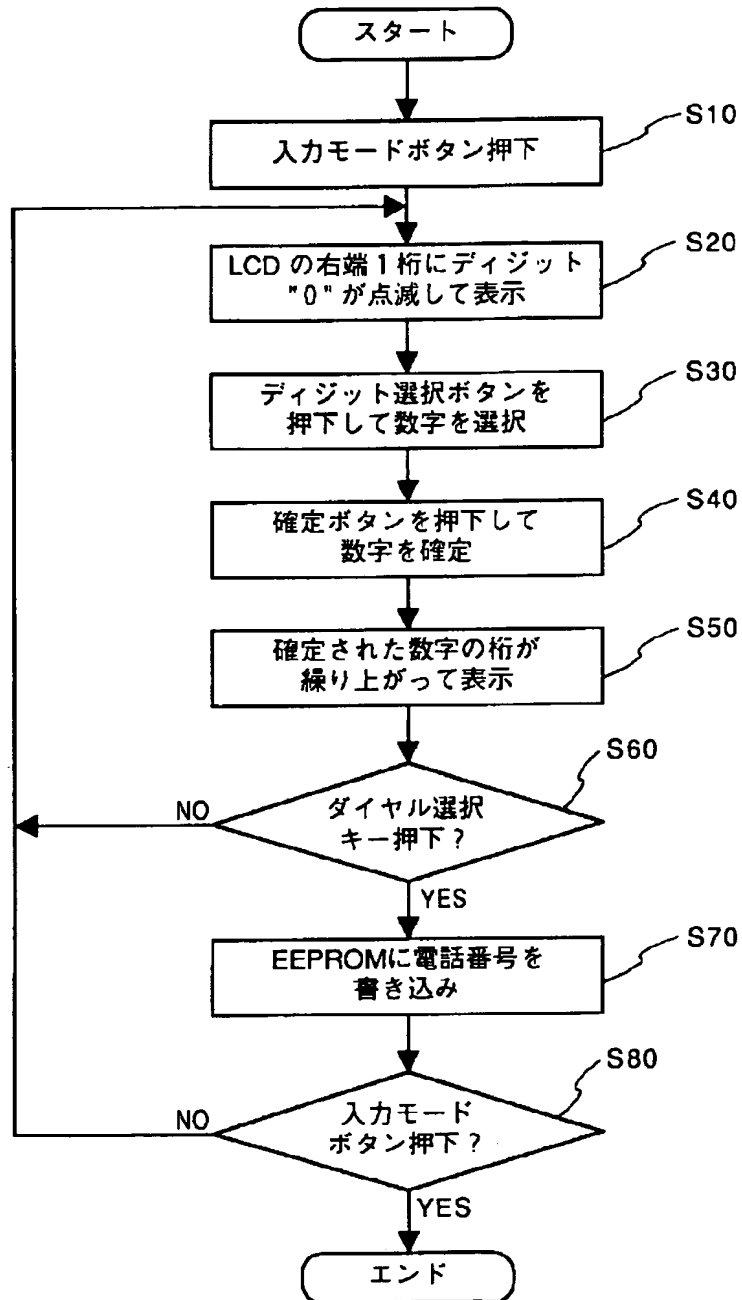 スタート
S10
入力モードボタン押下
S20
LCD の右端1桁にディジット
"0" が点滅して表示
S30
ディジット選択ボタンを
押下して数字を選択
S40
確定ボタンを押下して
数字を確定
S50
確定された数字の桁が
繰り上がって表示
S60
ダイヤル選択
キー押下?
NO
YES
S70
EEPROMに電話番号を
書き込み
S80
入力モード
ボタン押下?
NO
YES
エンド